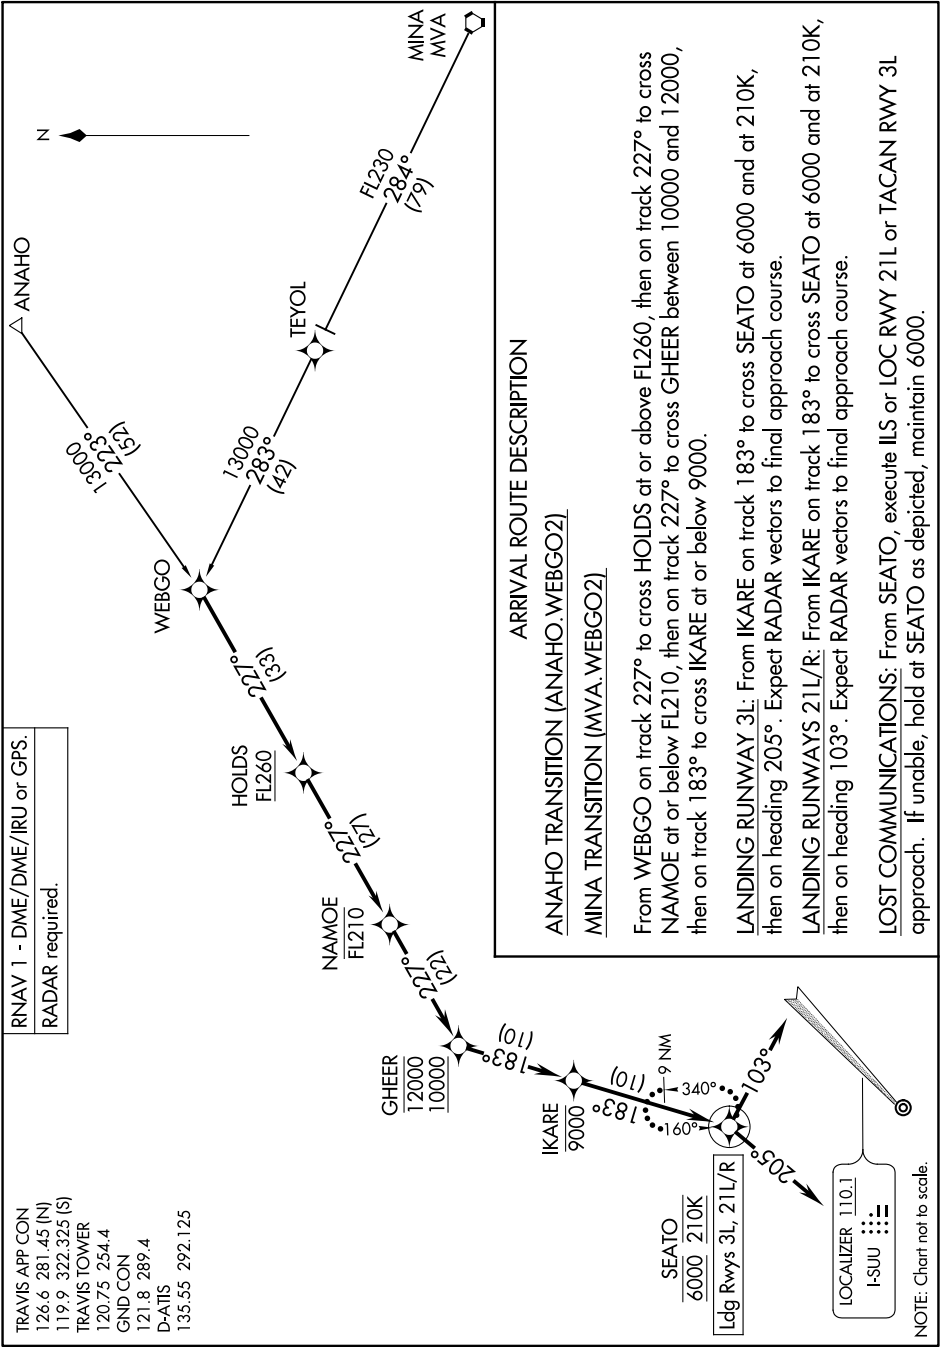 RNAV 1 - DME/DME/IRU or GPS.
RADAR required.
TRAVIS APP CON
126.6 281.45 (N)
119.9 322.325 (S)
TRAVIS TOWER
120.75 254.4
GND CON
121.8 289.4
D-ATIS
135.55 292.125
N
ANAHO
13000
223°
(52)
MINA
MVA
FL230
284°
(79)
TEYOL
13000
283°
(42)
WEBGO
227°
(33)
HOLDS
FL260
227°
(27)
NAMOE
FL210
227°
(22)
GHEER
12000
10000
183°
(10)
IKARE
9000
183°
(10)
9 NM
340°
160°
SEATO
6000 210K
Ldg Rwys 3L, 21L/R
103°
205°
LOCALIZER 110.1
I-SUU
NOTE: Chart not to scale.
ARRIVAL ROUTE DESCRIPTION
ANAHO TRANSITION (ANAHO.WEBGO2)
MINA TRANSITION (MVA.WEBGO2)
From WEBGO on track 227° to cross HOLDS at or above FL260, then on track 227° to cross
NAMOE at or below FL210, then on track 227° to cross GHEER between 10000 and 12000,
then on track 183° to cross IKARE at or below 9000.
LANDING RUNWAY 3L: From IKARE on track 183° to cross SEATO at 6000 and at 210K,
then on heading 205°. Expect RADAR vectors to final approach course.
LANDING RUNWAYS 21L/R: From IKARE on track 183° to cross SEATO at 6000 and at 210K,
then on heading 103°. Expect RADAR vectors to final approach course.
LOST COMMUNICATIONS: From SEATO, execute ILS or LOC RWY 21L or TACAN RWY 3L
approach. If unable, hold at SEATO as depicted, maintain 6000.